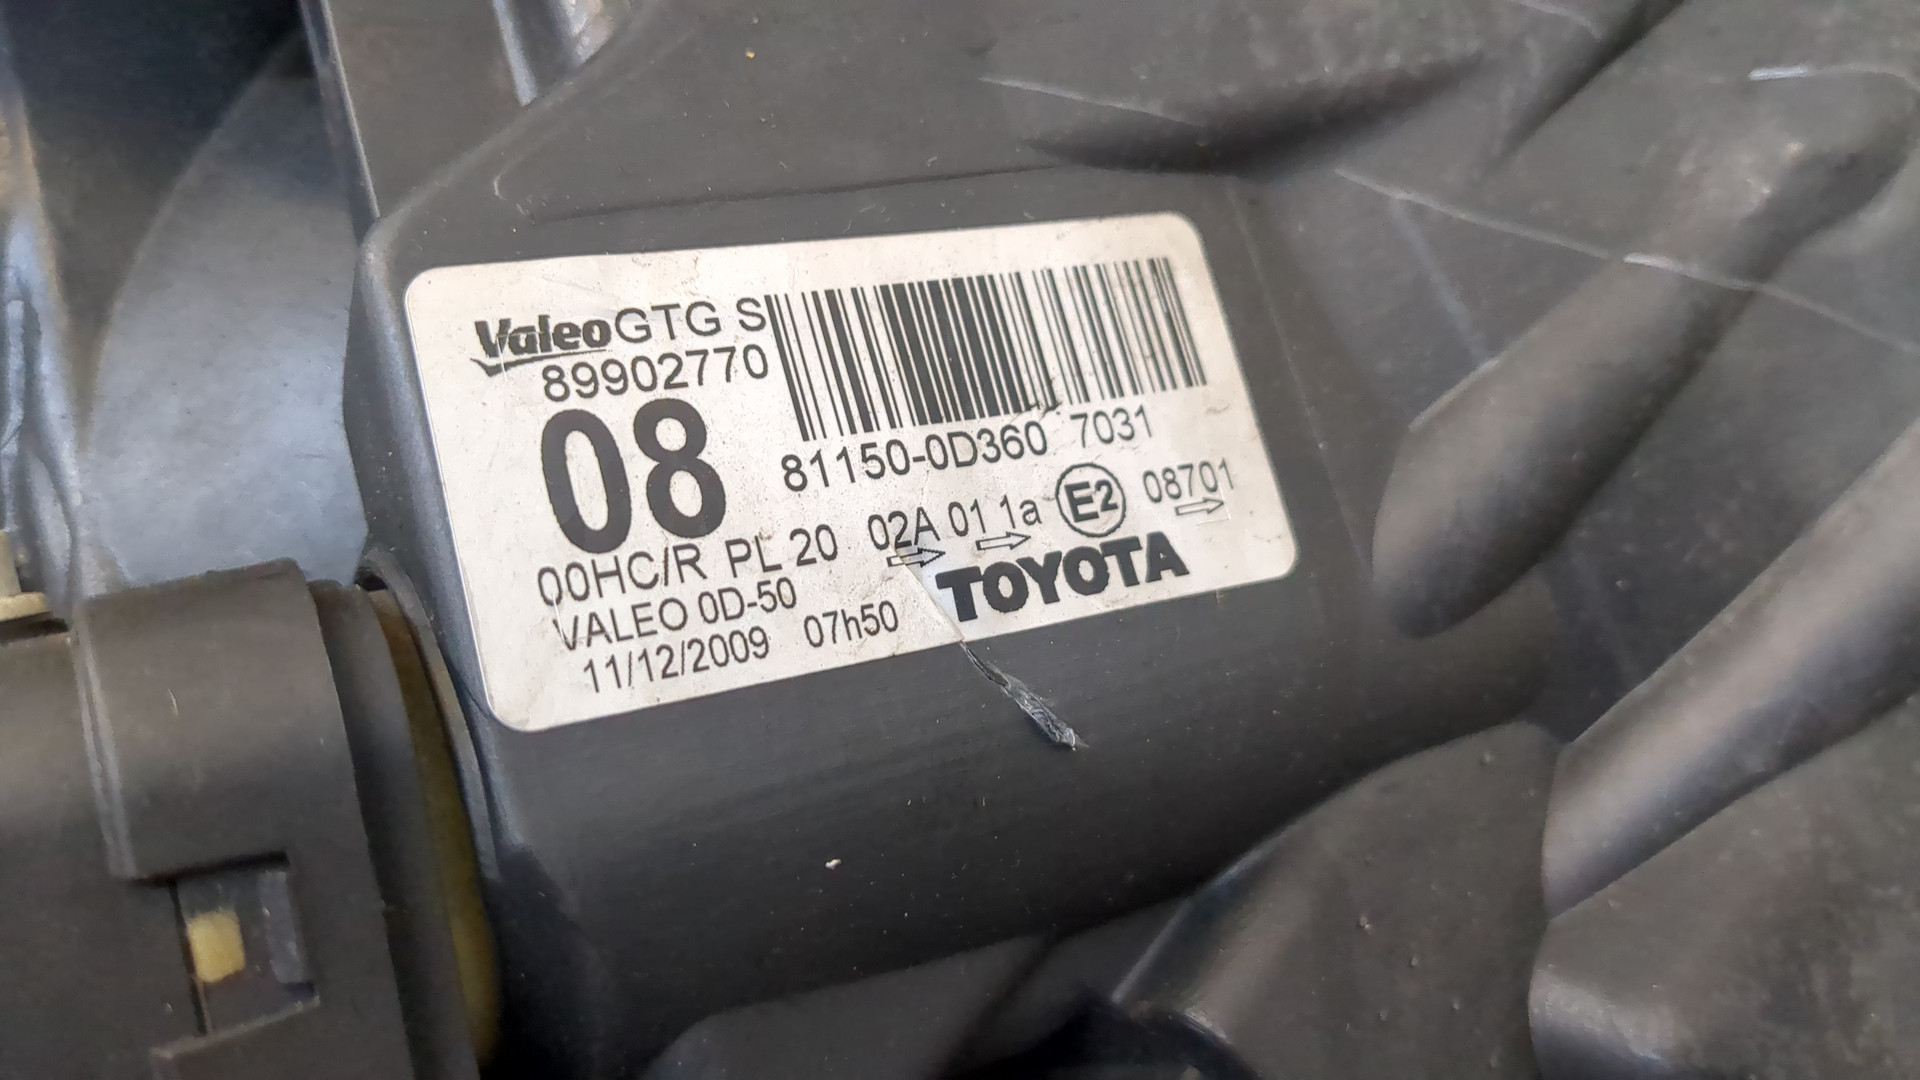 Valeo GTG S
89902770
08
81150-0D360 7031
00HC/R PL 20 02A 01 1a E2 08701
VALEO 0D-50
TOYOTA
11/12/2009 07h50